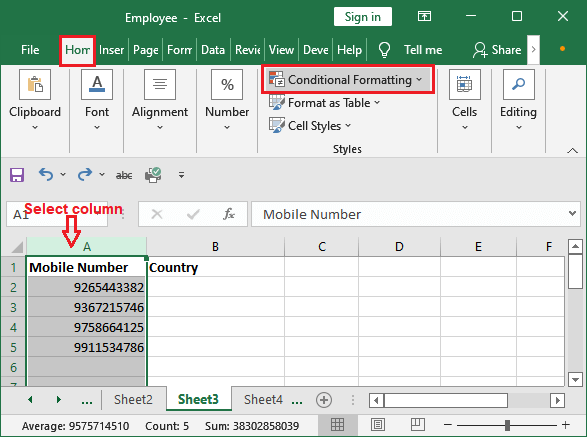 Employee - Excel
Sign in
File Hom Inser Page Form Data Revie View Deve Help Tell me Share
Clipboard
Font
Alignment
%
Number
Conditional Formatting
Format as Table
Cell Styles
Styles
Cells
Editing
abc
Select column
A1
fx
Mobile Number
A B C D E F
1 Mobile Number Country
2 9265443382
3 9367215746
4 9758664125
5 9911534786
6
7
... Sheet2 Sheet3 Sheet4 ...
Average: 9575714510 Count: 5 Sum: 38302858039